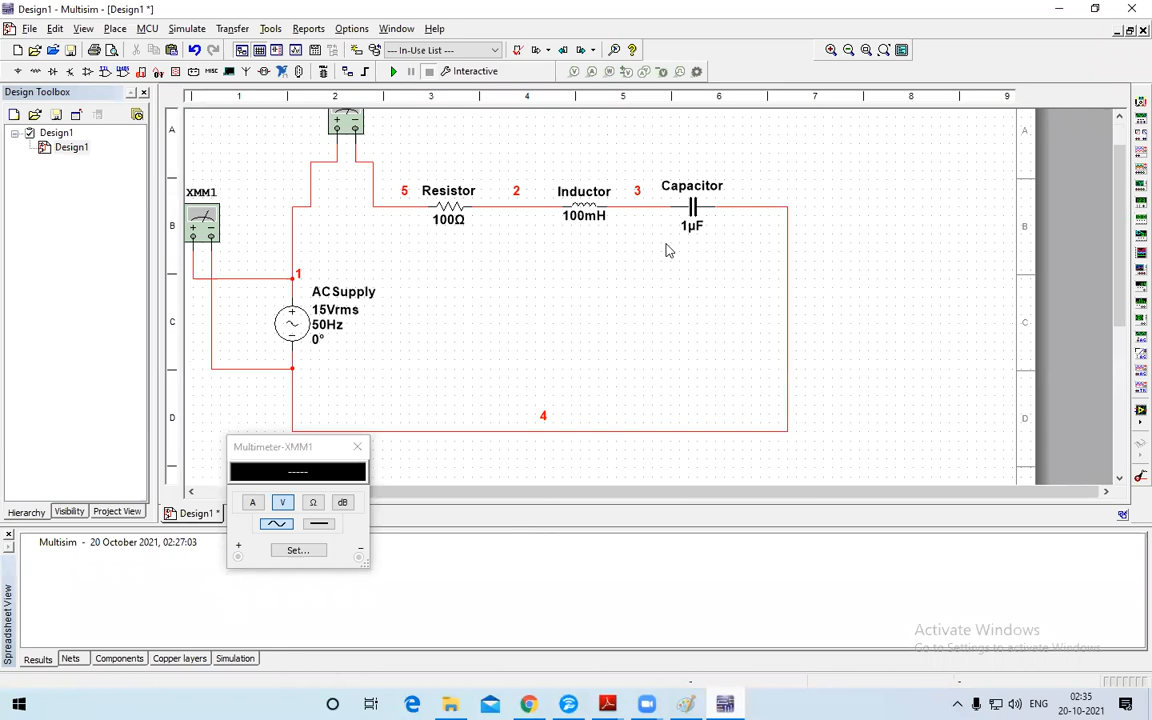 Design1 - Multisim - [Design1 *]
File Edit View Place MCU Simulate Transfer Tools Reports Options Window Help
--- In-Use List ---
MISC
Interactive
Design Toolbox
Design1
Design1
1 2 3 4 5 6 7 8 9
A
B
C
D
A
B
C
D
XMM1
5
Resistor
100Ω
2
Inductor
100mH
3
Capacitor
1µF
1
AC Supply
15Vrms
50Hz
0°
4
Multimeter-XMM1
-----
A V Ω dB
Set...
+ −
Hierarchy Visibility Project View
Design1 *
Multisim - 20 October 2021, 02:27:03
Spreadsheet View
Activate Windows
Go to Settings to activate Windows.
Results Nets Components Copper layers Simulation
ENG
02:35
20-10-2021